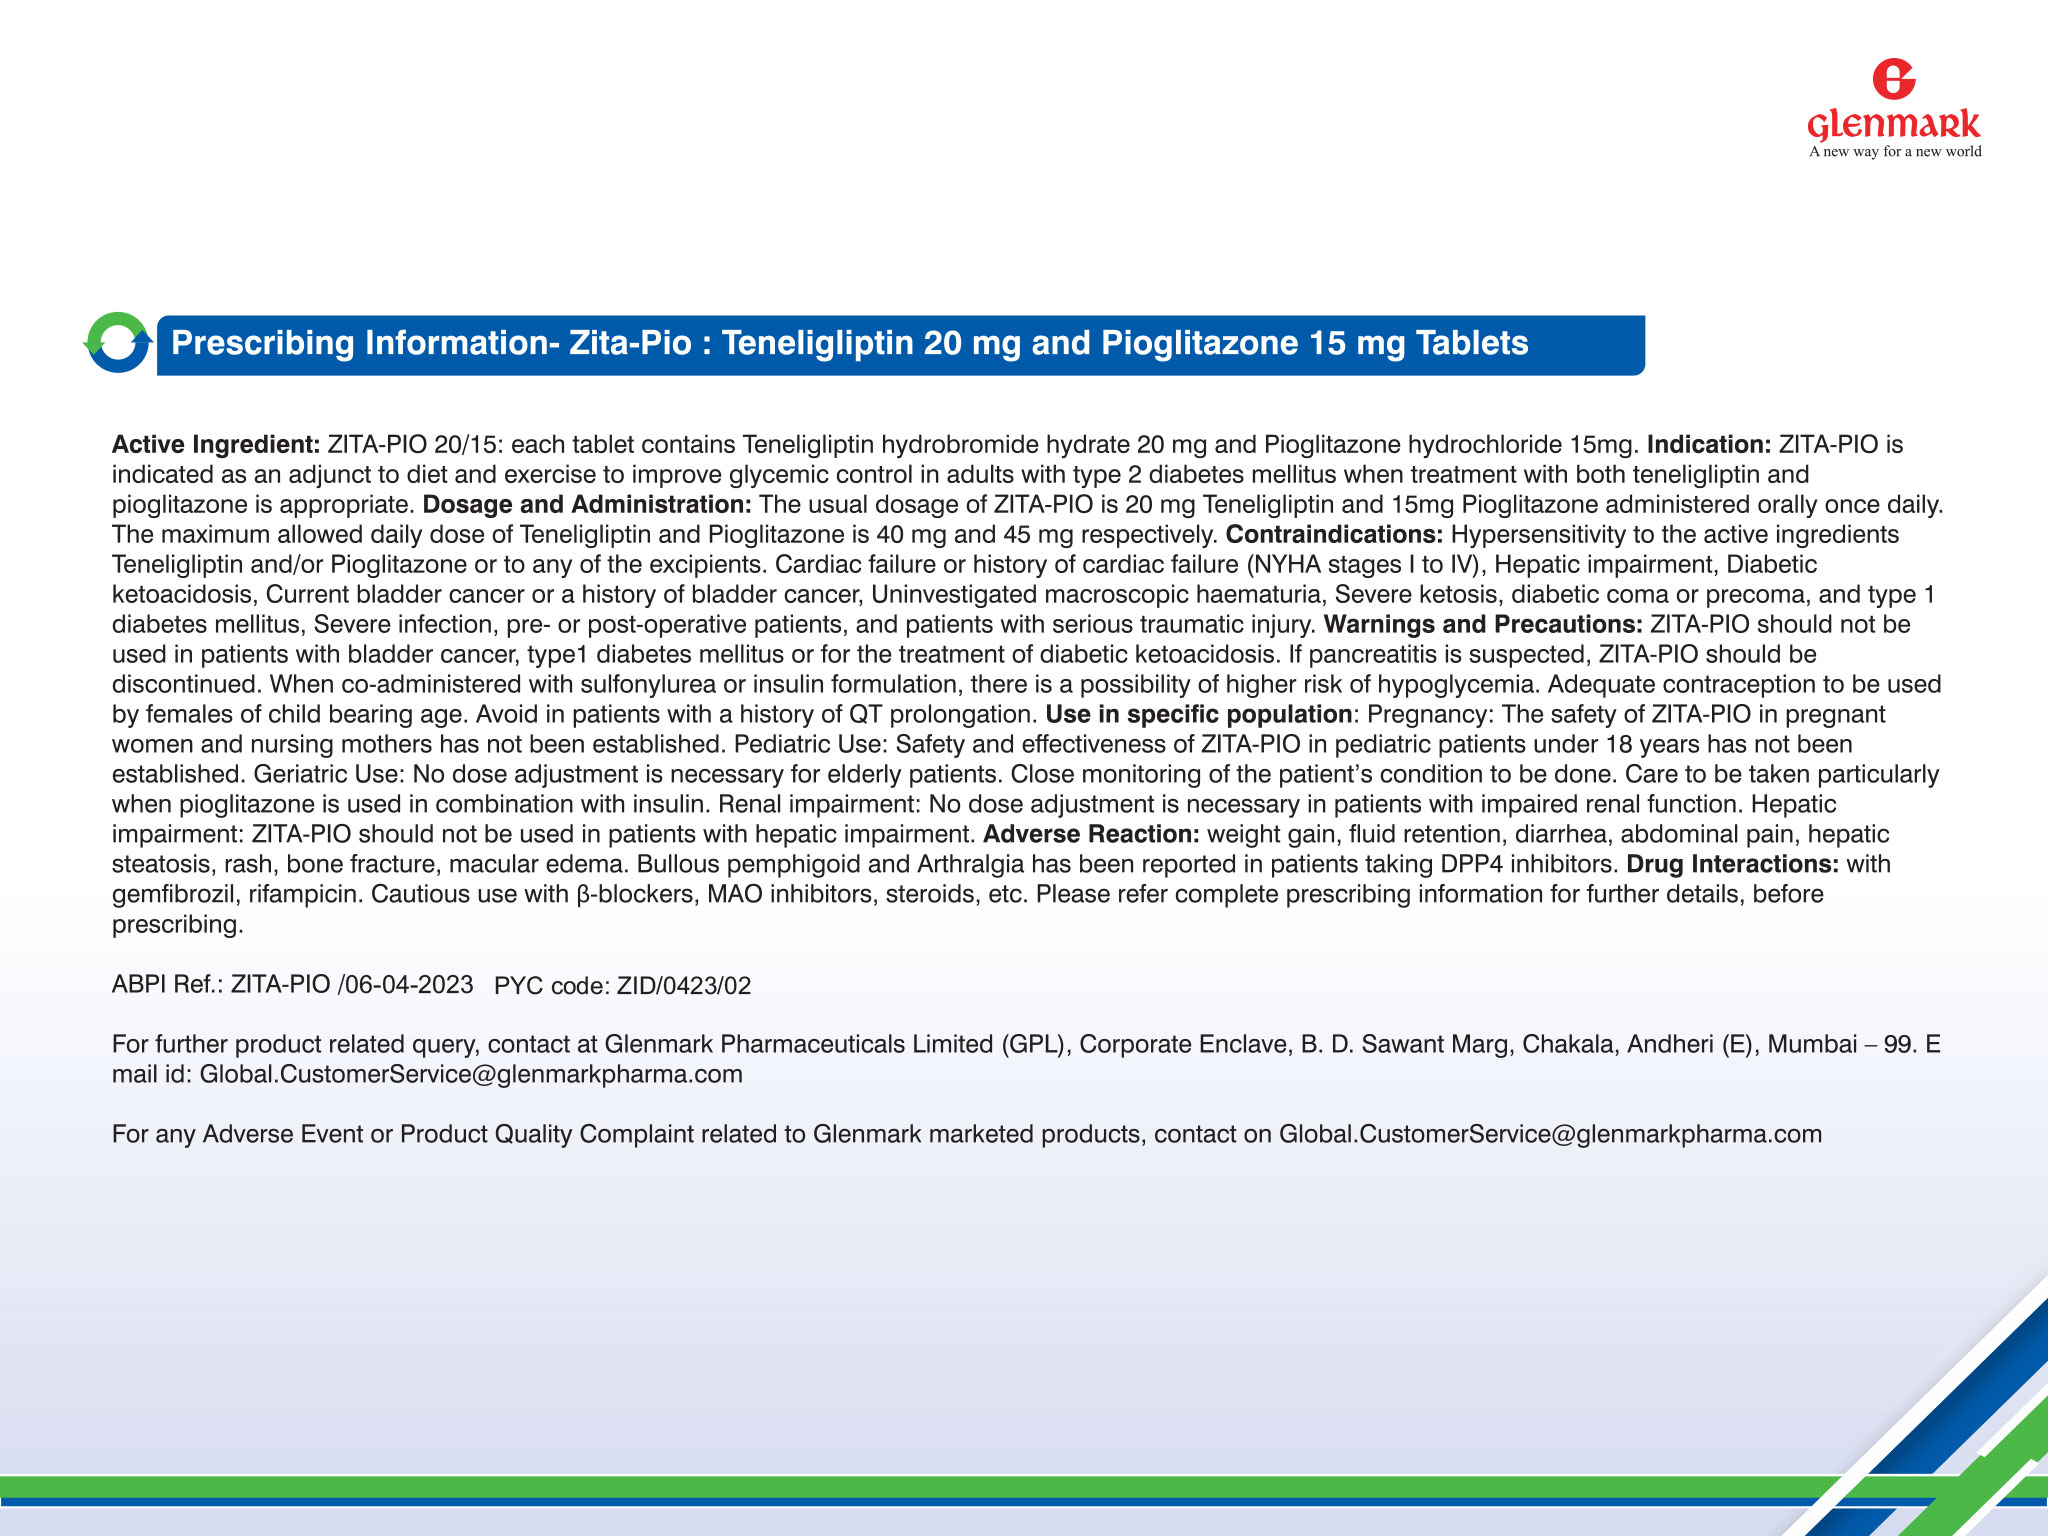 glenmark
A new way for a new world
Prescribing Information- Zita-Pio : Teneligliptin 20 mg and Pioglitazone 15 mg Tablets
Active Ingredient: ZITA-PIO 20/15: each tablet contains Teneligliptin hydrobromide hydrate 20 mg and Pioglitazone hydrochloride 15mg. Indication: ZITA-PIO is
indicated as an adjunct to diet and exercise to improve glycemic control in adults with type 2 diabetes mellitus when treatment with both teneligliptin and
pioglitazone is appropriate. Dosage and Administration: The usual dosage of ZITA-PIO is 20 mg Teneligliptin and 15mg Pioglitazone administered orally once daily.
The maximum allowed daily dose of Teneligliptin and Pioglitazone is 40 mg and 45 mg respectively. Contraindications: Hypersensitivity to the active ingredients
Teneligliptin and/or Pioglitazone or to any of the excipients. Cardiac failure or history of cardiac failure (NYHA stages I to IV), Hepatic impairment, Diabetic
ketoacidosis, Current bladder cancer or a history of bladder cancer, Uninvestigated macroscopic haematuria, Severe ketosis, diabetic coma or precoma, and type 1
diabetes mellitus, Severe infection, pre- or post-operative patients, and patients with serious traumatic injury. Warnings and Precautions: ZITA-PIO should not be
used in patients with bladder cancer, type1 diabetes mellitus or for the treatment of diabetic ketoacidosis. If pancreatitis is suspected, ZITA-PIO should be
discontinued. When co-administered with sulfonylurea or insulin formulation, there is a possibility of higher risk of hypoglycemia. Adequate contraception to be used
by females of child bearing age. Avoid in patients with a history of QT prolongation. Use in specific population: Pregnancy: The safety of ZITA-PIO in pregnant
women and nursing mothers has not been established. Pediatric Use: Safety and effectiveness of ZITA-PIO in pediatric patients under 18 years has not been
established. Geriatric Use: No dose adjustment is necessary for elderly patients. Close monitoring of the patient's condition to be done. Care to be taken particularly
when pioglitazone is used in combination with insulin. Renal impairment: No dose adjustment is necessary in patients with impaired renal function. Hepatic
impairment: ZITA-PIO should not be used in patients with hepatic impairment. Adverse Reaction: weight gain, fluid retention, diarrhea, abdominal pain, hepatic
steatosis, rash, bone fracture, macular edema. Bullous pemphigoid and Arthralgia has been reported in patients taking DPP4 inhibitors. Drug Interactions: with
gemfibrozil, rifampicin. Cautious use with β-blockers, MAO inhibitors, steroids, etc. Please refer complete prescribing information for further details, before
prescribing.
ABPI Ref.: ZITA-PIO /06-04-2023 PYC code: ZID/0423/02
For further product related query, contact at Glenmark Pharmaceuticals Limited (GPL), Corporate Enclave, B. D. Sawant Marg, Chakala, Andheri (E), Mumbai – 99. E
mail id: Global.CustomerService@glenmarkpharma.com
For any Adverse Event or Product Quality Complaint related to Glenmark marketed products, contact on Global.CustomerService@glenmarkpharma.com